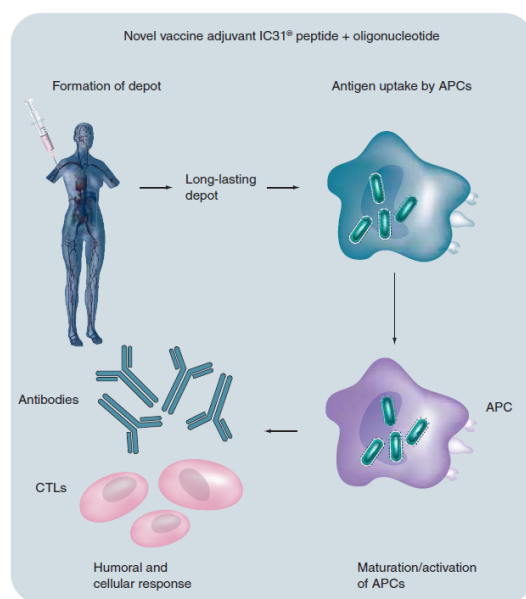 Novel vaccine adjuvant IC31® peptide + oligonucleotide
Formation of depot
Antigen uptake by APCs
Long-lasting
depot
Antibodies
APC
CTLs
Humoral and
cellular response
Maturation/activation
of APCs